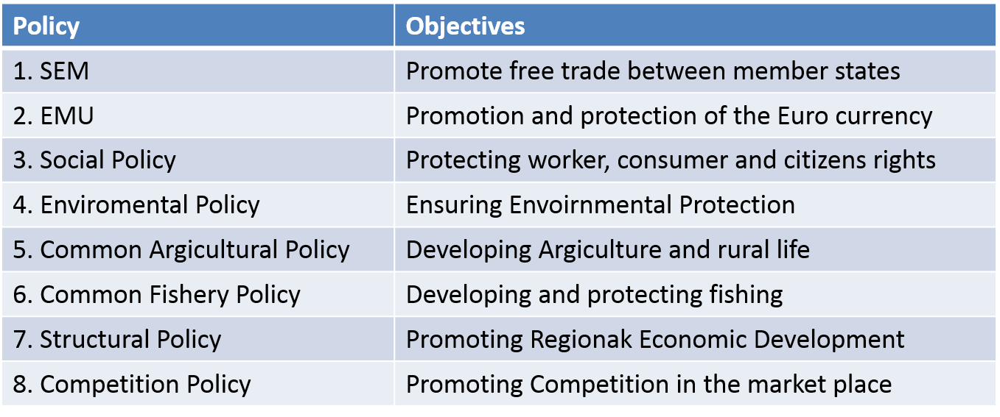 Policy Objectives
1. SEM Promote free trade between member states
2. EMU Promotion and protection of the Euro currency
3. Social Policy Protecting worker, consumer and citizens rights
4. Enviromental Policy Ensuring Envoirnmental Protection
5. Common Argicultural Policy Developing Argiculture and rural life
6. Common Fishery Policy Developing and protecting fishing
7. Structural Policy Promoting Regionak Economic Development
8. Competition Policy Promoting Competition in the market place